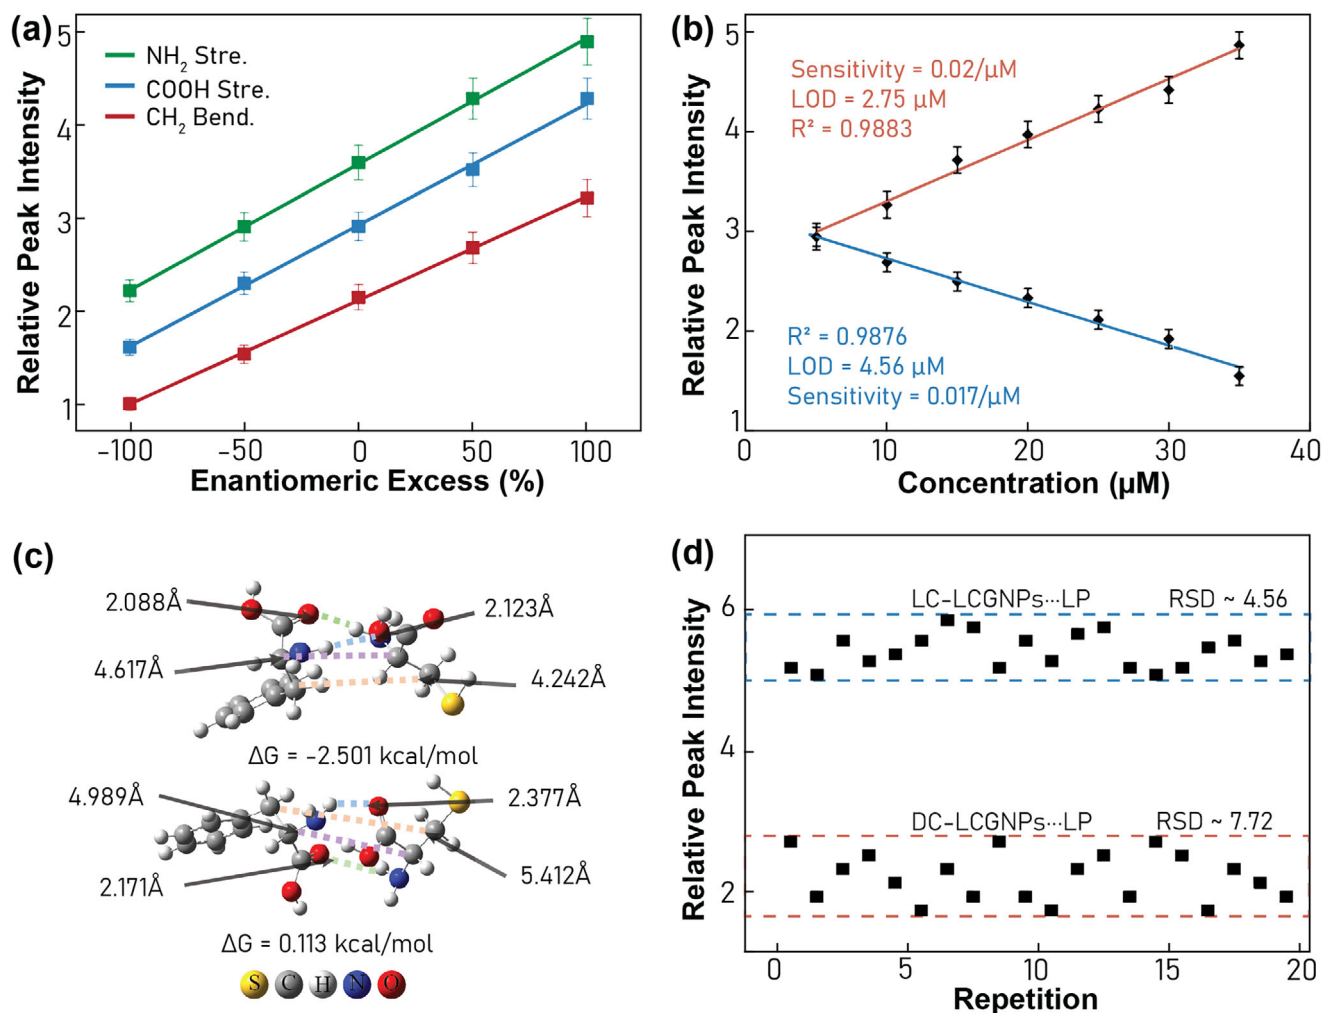 (a)
Relative Peak Intensity
5
4
3
2
1
NH₂ Stre.
COOH Stre.
CH₂ Bend.
-100
-50
0
50
100
Enantiomeric Excess (%)
(b)
Relative Peak Intensity
5
4
3
2
1
Sensitivity = 0.02/µM
LOD = 2.75 µM
R² = 0.9883
R² = 0.9876
LOD = 4.56 µM
Sensitivity = 0.017/µM
0
10
20
30
40
Concentration (µM)
(c)
2.088Å
2.123Å
4.617Å
4.242Å
ΔG = -2.501 kcal/mol
4.989Å
2.377Å
2.171Å
5.412Å
ΔG = 0.113 kcal/mol
S C H N O
(d)
Relative Peak Intensity
6
4
2
LC-LCGNPs···LP RSD ~ 4.56
DC-LCGNPs···LP RSD ~ 7.72
0
5
10
15
20
Repetition